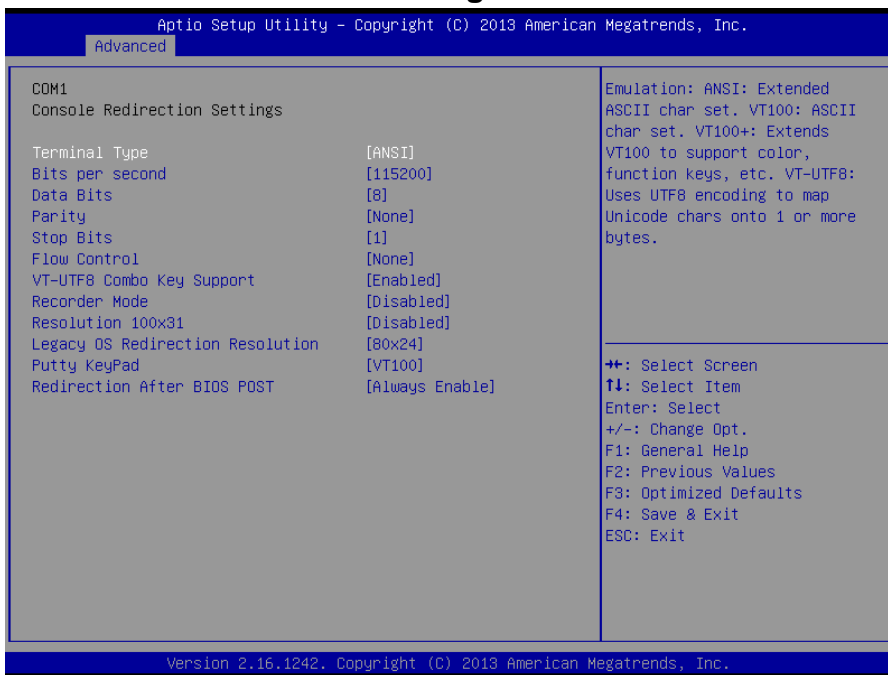 Aptio Setup Utility – Copyright (C) 2013 American Megatrends, Inc.
Advanced
COM1
Console Redirection Settings
Terminal Type [ANSI]
Bits per second [115200]
Data Bits [8]
Parity [None]
Stop Bits [1]
Flow Control [None]
VT-UTF8 Combo Key Support [Enabled]
Recorder Mode [Disabled]
Resolution 100x31 [Disabled]
Legacy OS Redirection Resolution [80x24]
Putty KeyPad [VT100]
Redirection After BIOS POST [Always Enable]
Emulation: ANSI: Extended
ASCII char set. VT100: ASCII
char set. VT100+: Extends
VT100 to support color,
function keys, etc. VT-UTF8:
Uses UTF8 encoding to map
Unicode chars onto 1 or more
bytes.
→←: Select Screen
↑↓: Select Item
Enter: Select
+/-: Change Opt.
F1: General Help
F2: Previous Values
F3: Optimized Defaults
F4: Save & Exit
ESC: Exit
Version 2.16.1242. Copyright (C) 2013 American Megatrends, Inc.